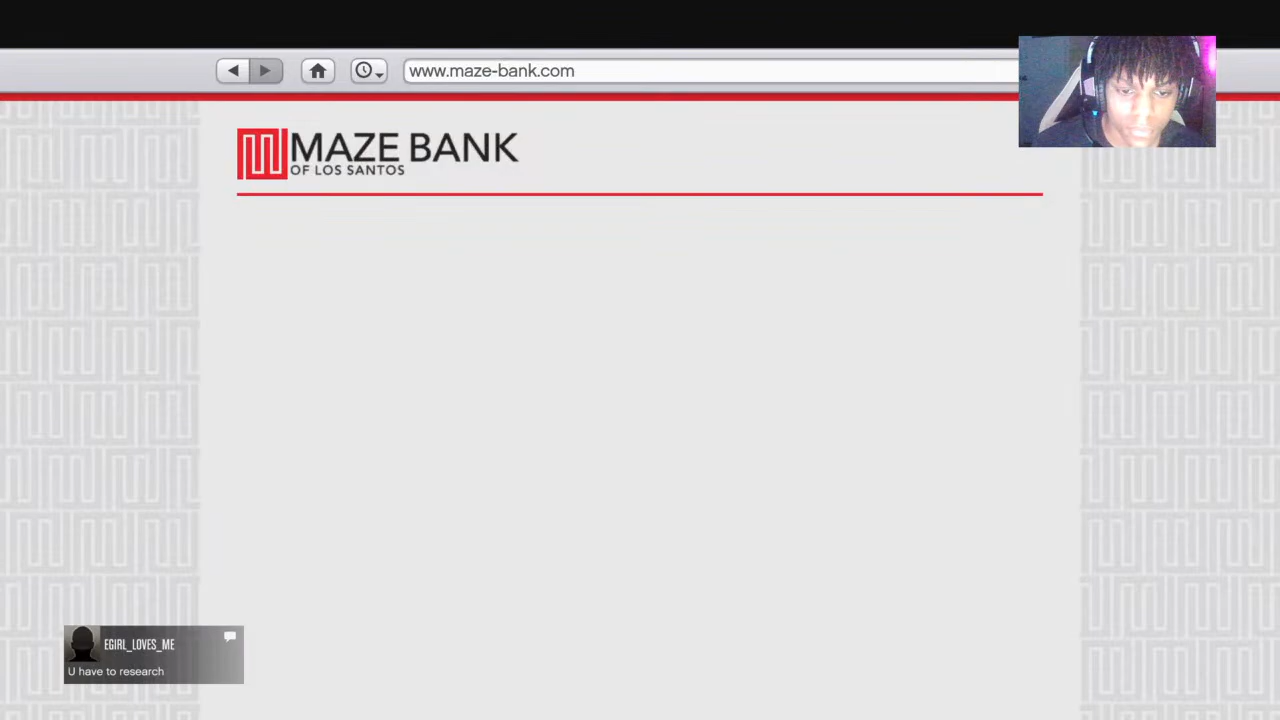 www.maze-bank.com
MAZE BANK
OF LOS SANTOS
EGIRL_LOVES_ME
U have to research